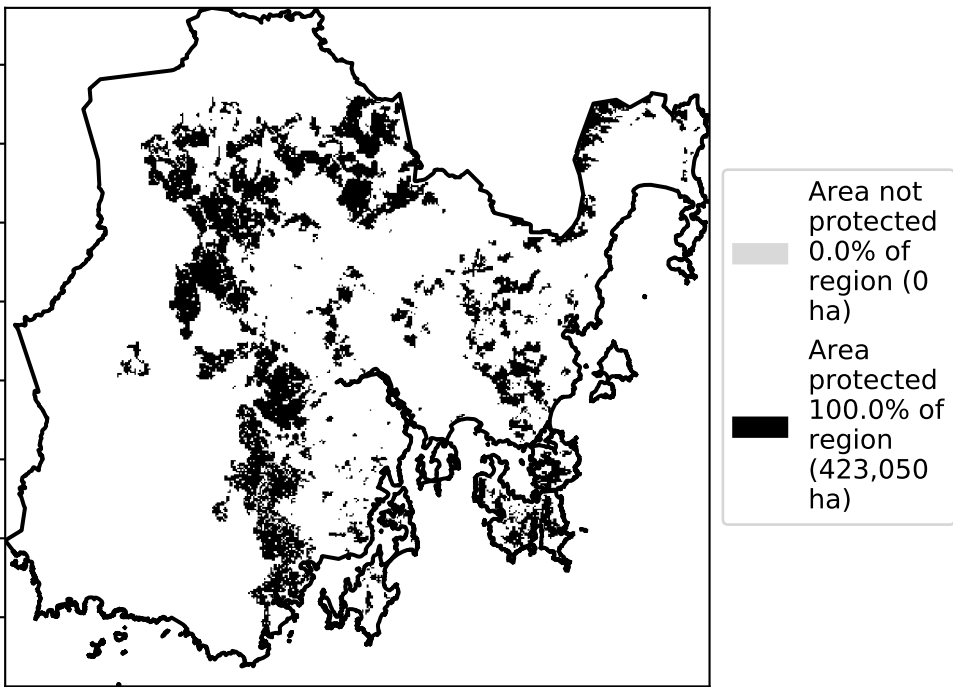 Area not
protected
0.0% of
region (0
ha)
Area
protected
100.0% of
region
(423,050
ha)